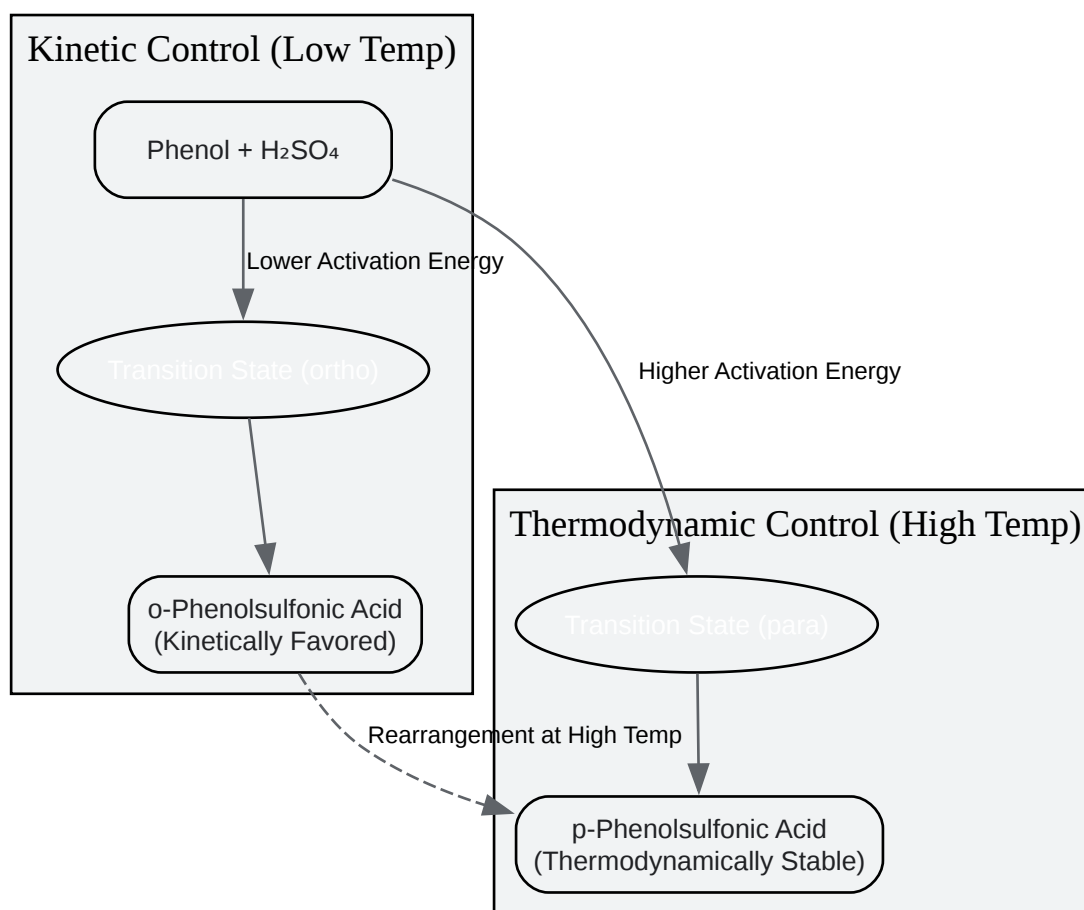 Kinetic Control (Low Temp)
Phenol + H₂SO₄
Lower Activation Energy
Transition State (ortho)
Higher Activation Energy
Thermodynamic Control (High Temp)
o-Phenolsulfonic Acid
(Kinetically Favored)
Transition State (para)
Rearrangement at High Temp
p-Phenolsulfonic Acid
(Thermodynamically Stable)